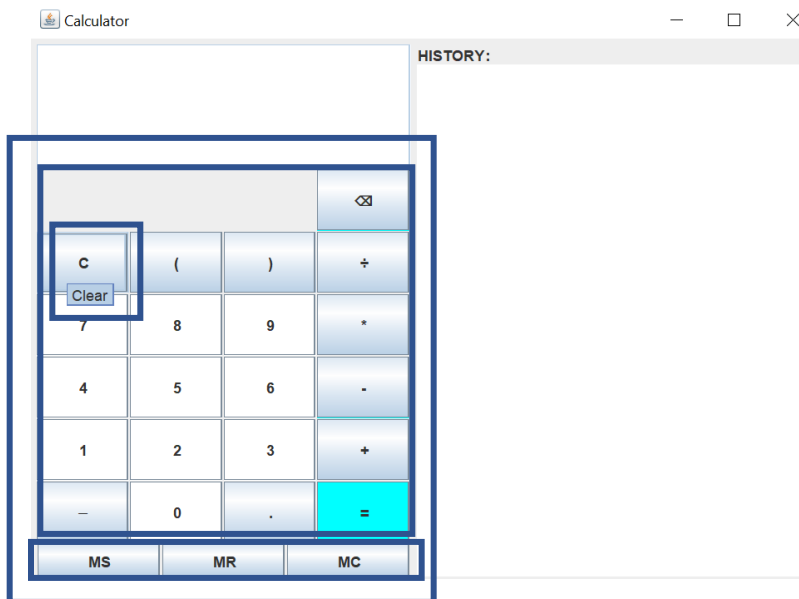 Calculator
HISTORY:
⌫
C ( ) ÷
Clear
7 8 9 *
4 5 6 -
1 2 3 +
– 0 . =
MS MR MC